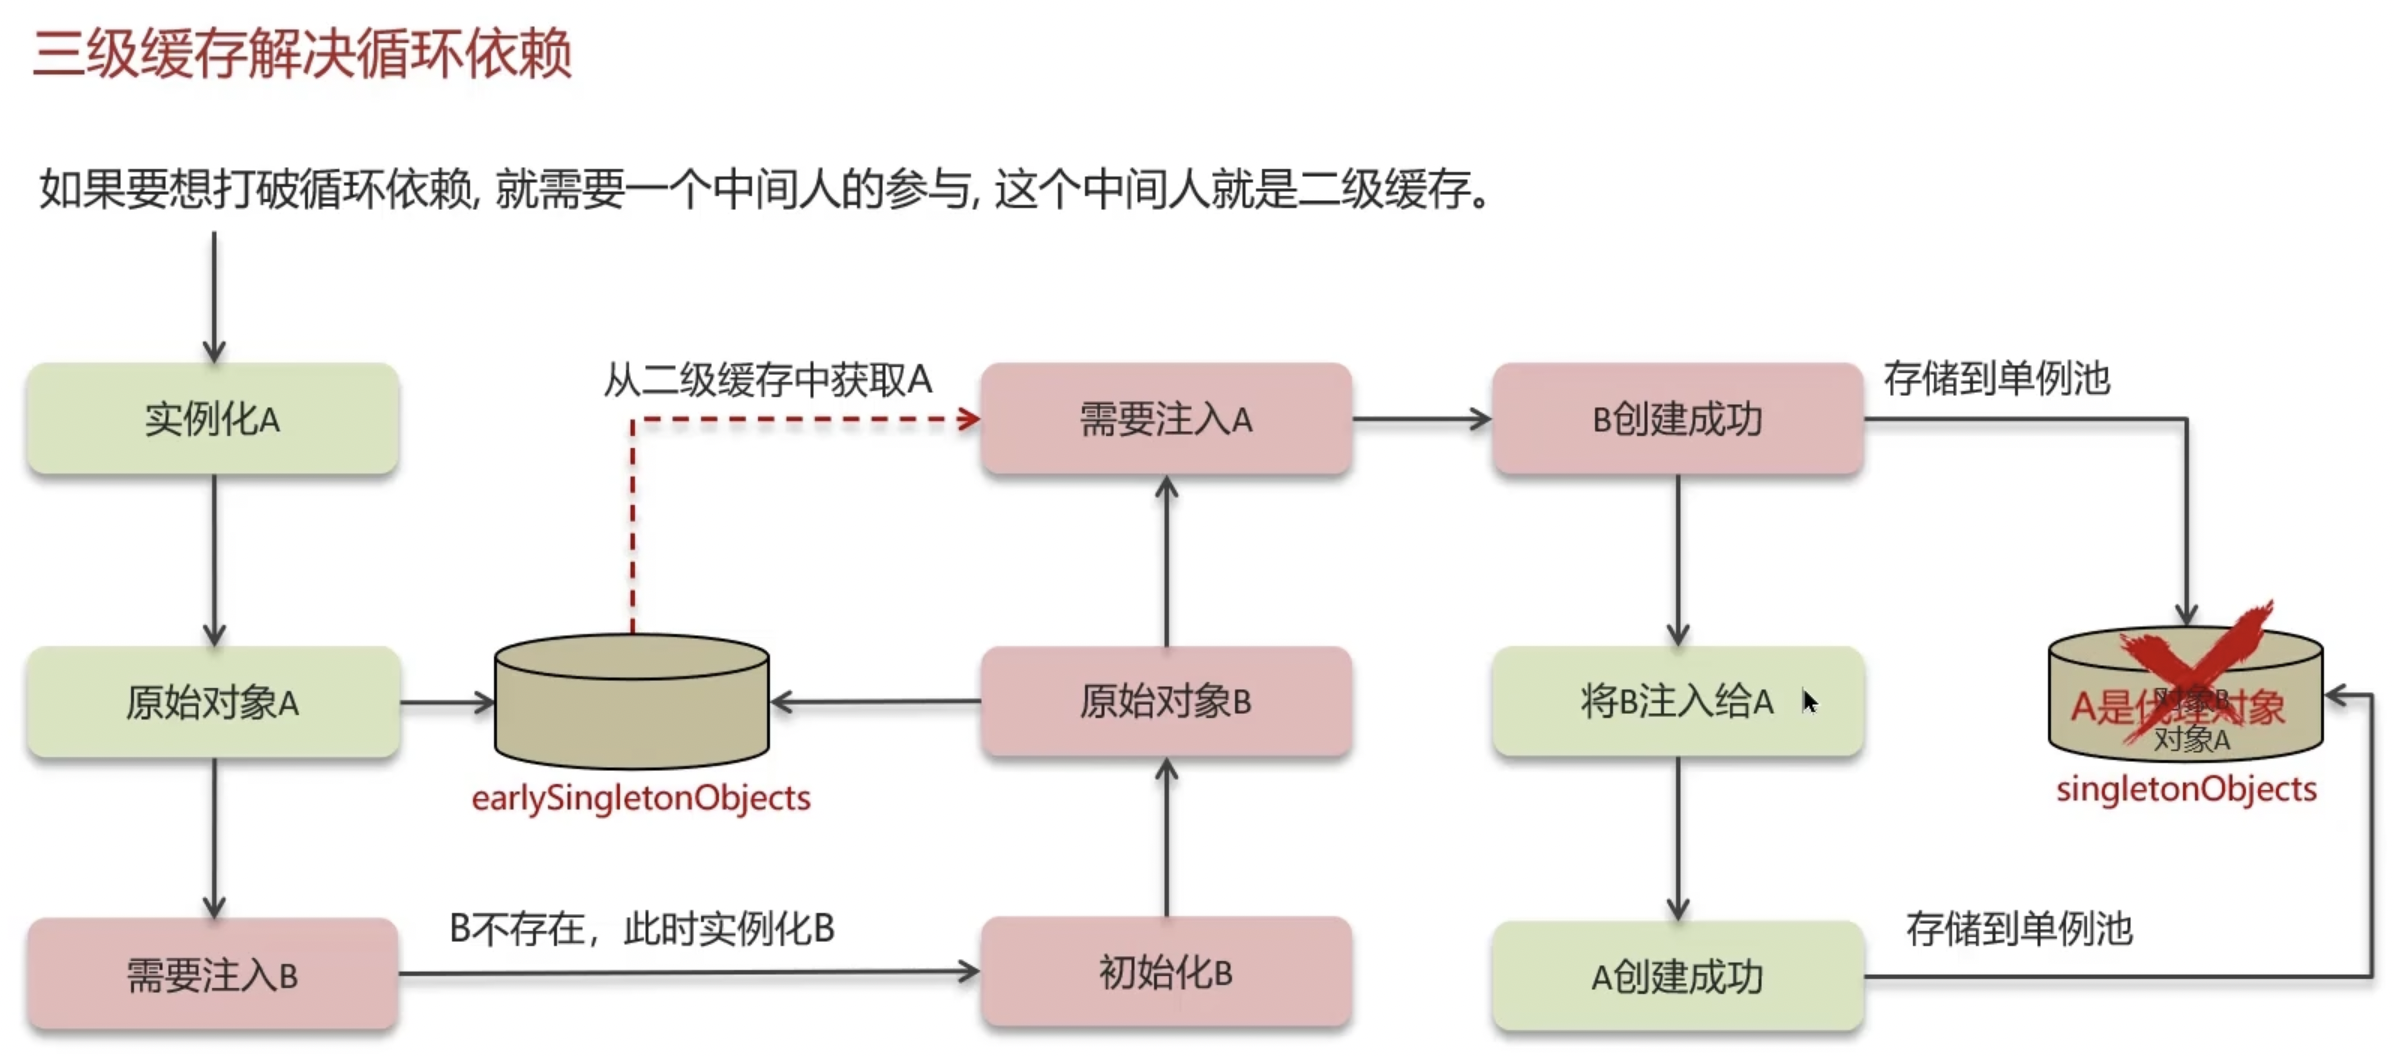 三级缓存解决循环依赖
如果要想打破循环依赖, 就需要一个中间人的参与, 这个中间人就是二级缓存。
实例化A
从二级缓存中获取A
需要注入A
B创建成功
存储到单例池
原始对象A
earlySingletonObjects
原始对象B
将B注入给A
对象B
A是代理对象
对象A
singletonObjects
需要注入B
B不存在，此时实例化B
初始化B
A创建成功
存储到单例池